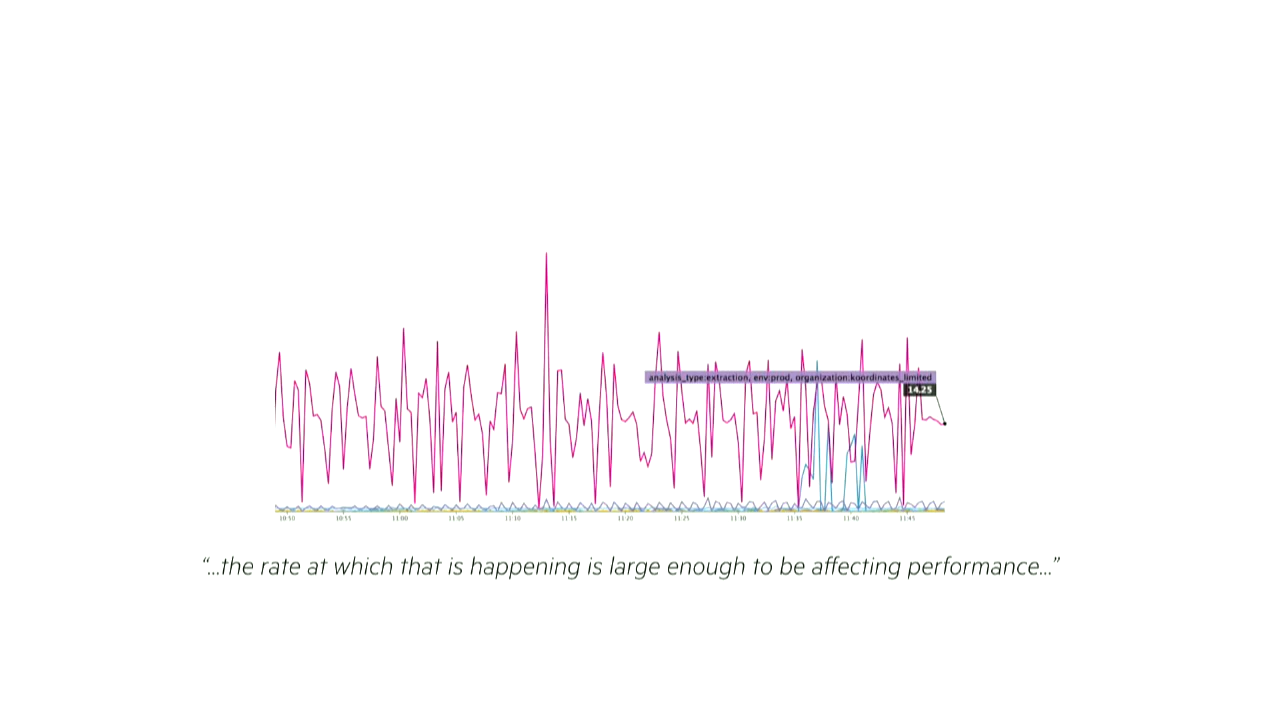 analysis_type:extraction, env:prod, organization:koordinates_limited
14.25
10:50 10:55 11:00 11:05 11:10 11:15 11:20 11:25 11:30 11:35 11:40 11:45
“...the rate at which that is happening is large enough to be affecting performance...”